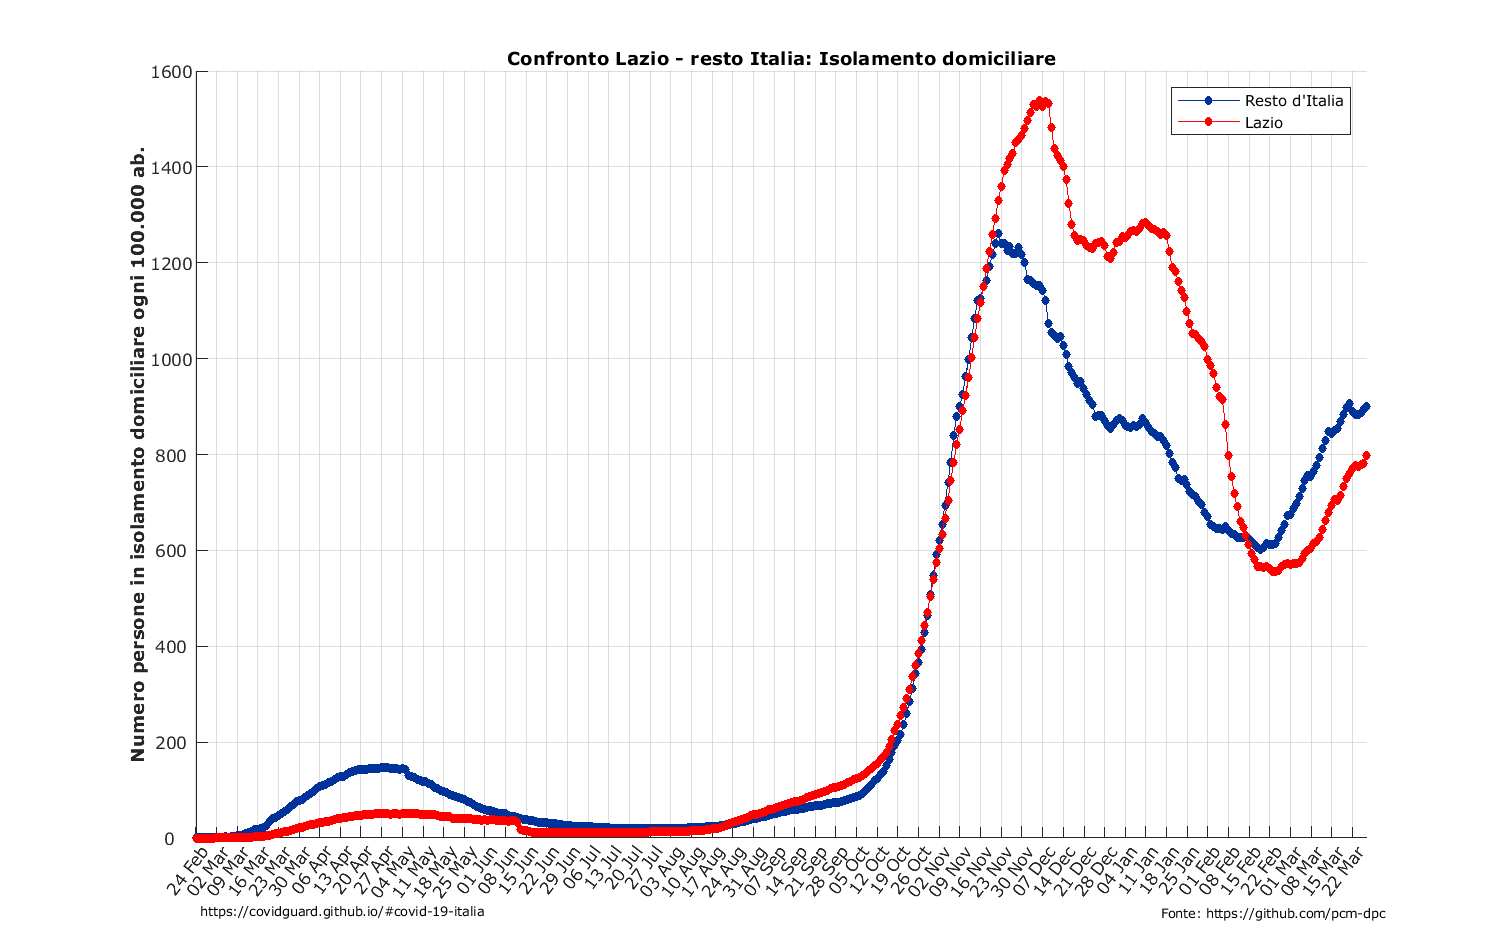 Confronto Lazio - resto Italia: Isolamento domiciliare
Numero persone in isolamento domiciliare ogni 100.000 ab.
1600
1400
1200
1000
800
600
400
200
0
Resto d'Italia
Lazio
24 Feb
02 Mar
09 Mar
16 Mar
23 Mar
30 Mar
06 Apr
13 Apr
20 Apr
27 Apr
04 May
11 May
18 May
25 May
01 Jun
08 Jun
15 Jun
22 Jun
29 Jun
06 Jul
13 Jul
20 Jul
27 Jul
03 Aug
10 Aug
17 Aug
24 Aug
31 Aug
07 Sep
14 Sep
21 Sep
28 Sep
05 Oct
12 Oct
19 Oct
26 Oct
02 Nov
09 Nov
16 Nov
23 Nov
30 Nov
07 Dec
14 Dec
21 Dec
28 Dec
04 Jan
11 Jan
18 Jan
25 Jan
01 Feb
08 Feb
15 Feb
22 Feb
01 Mar
08 Mar
15 Mar
22 Mar
https://covidguard.github.io/#covid-19-italia
Fonte: https://github.com/pcm-dpc